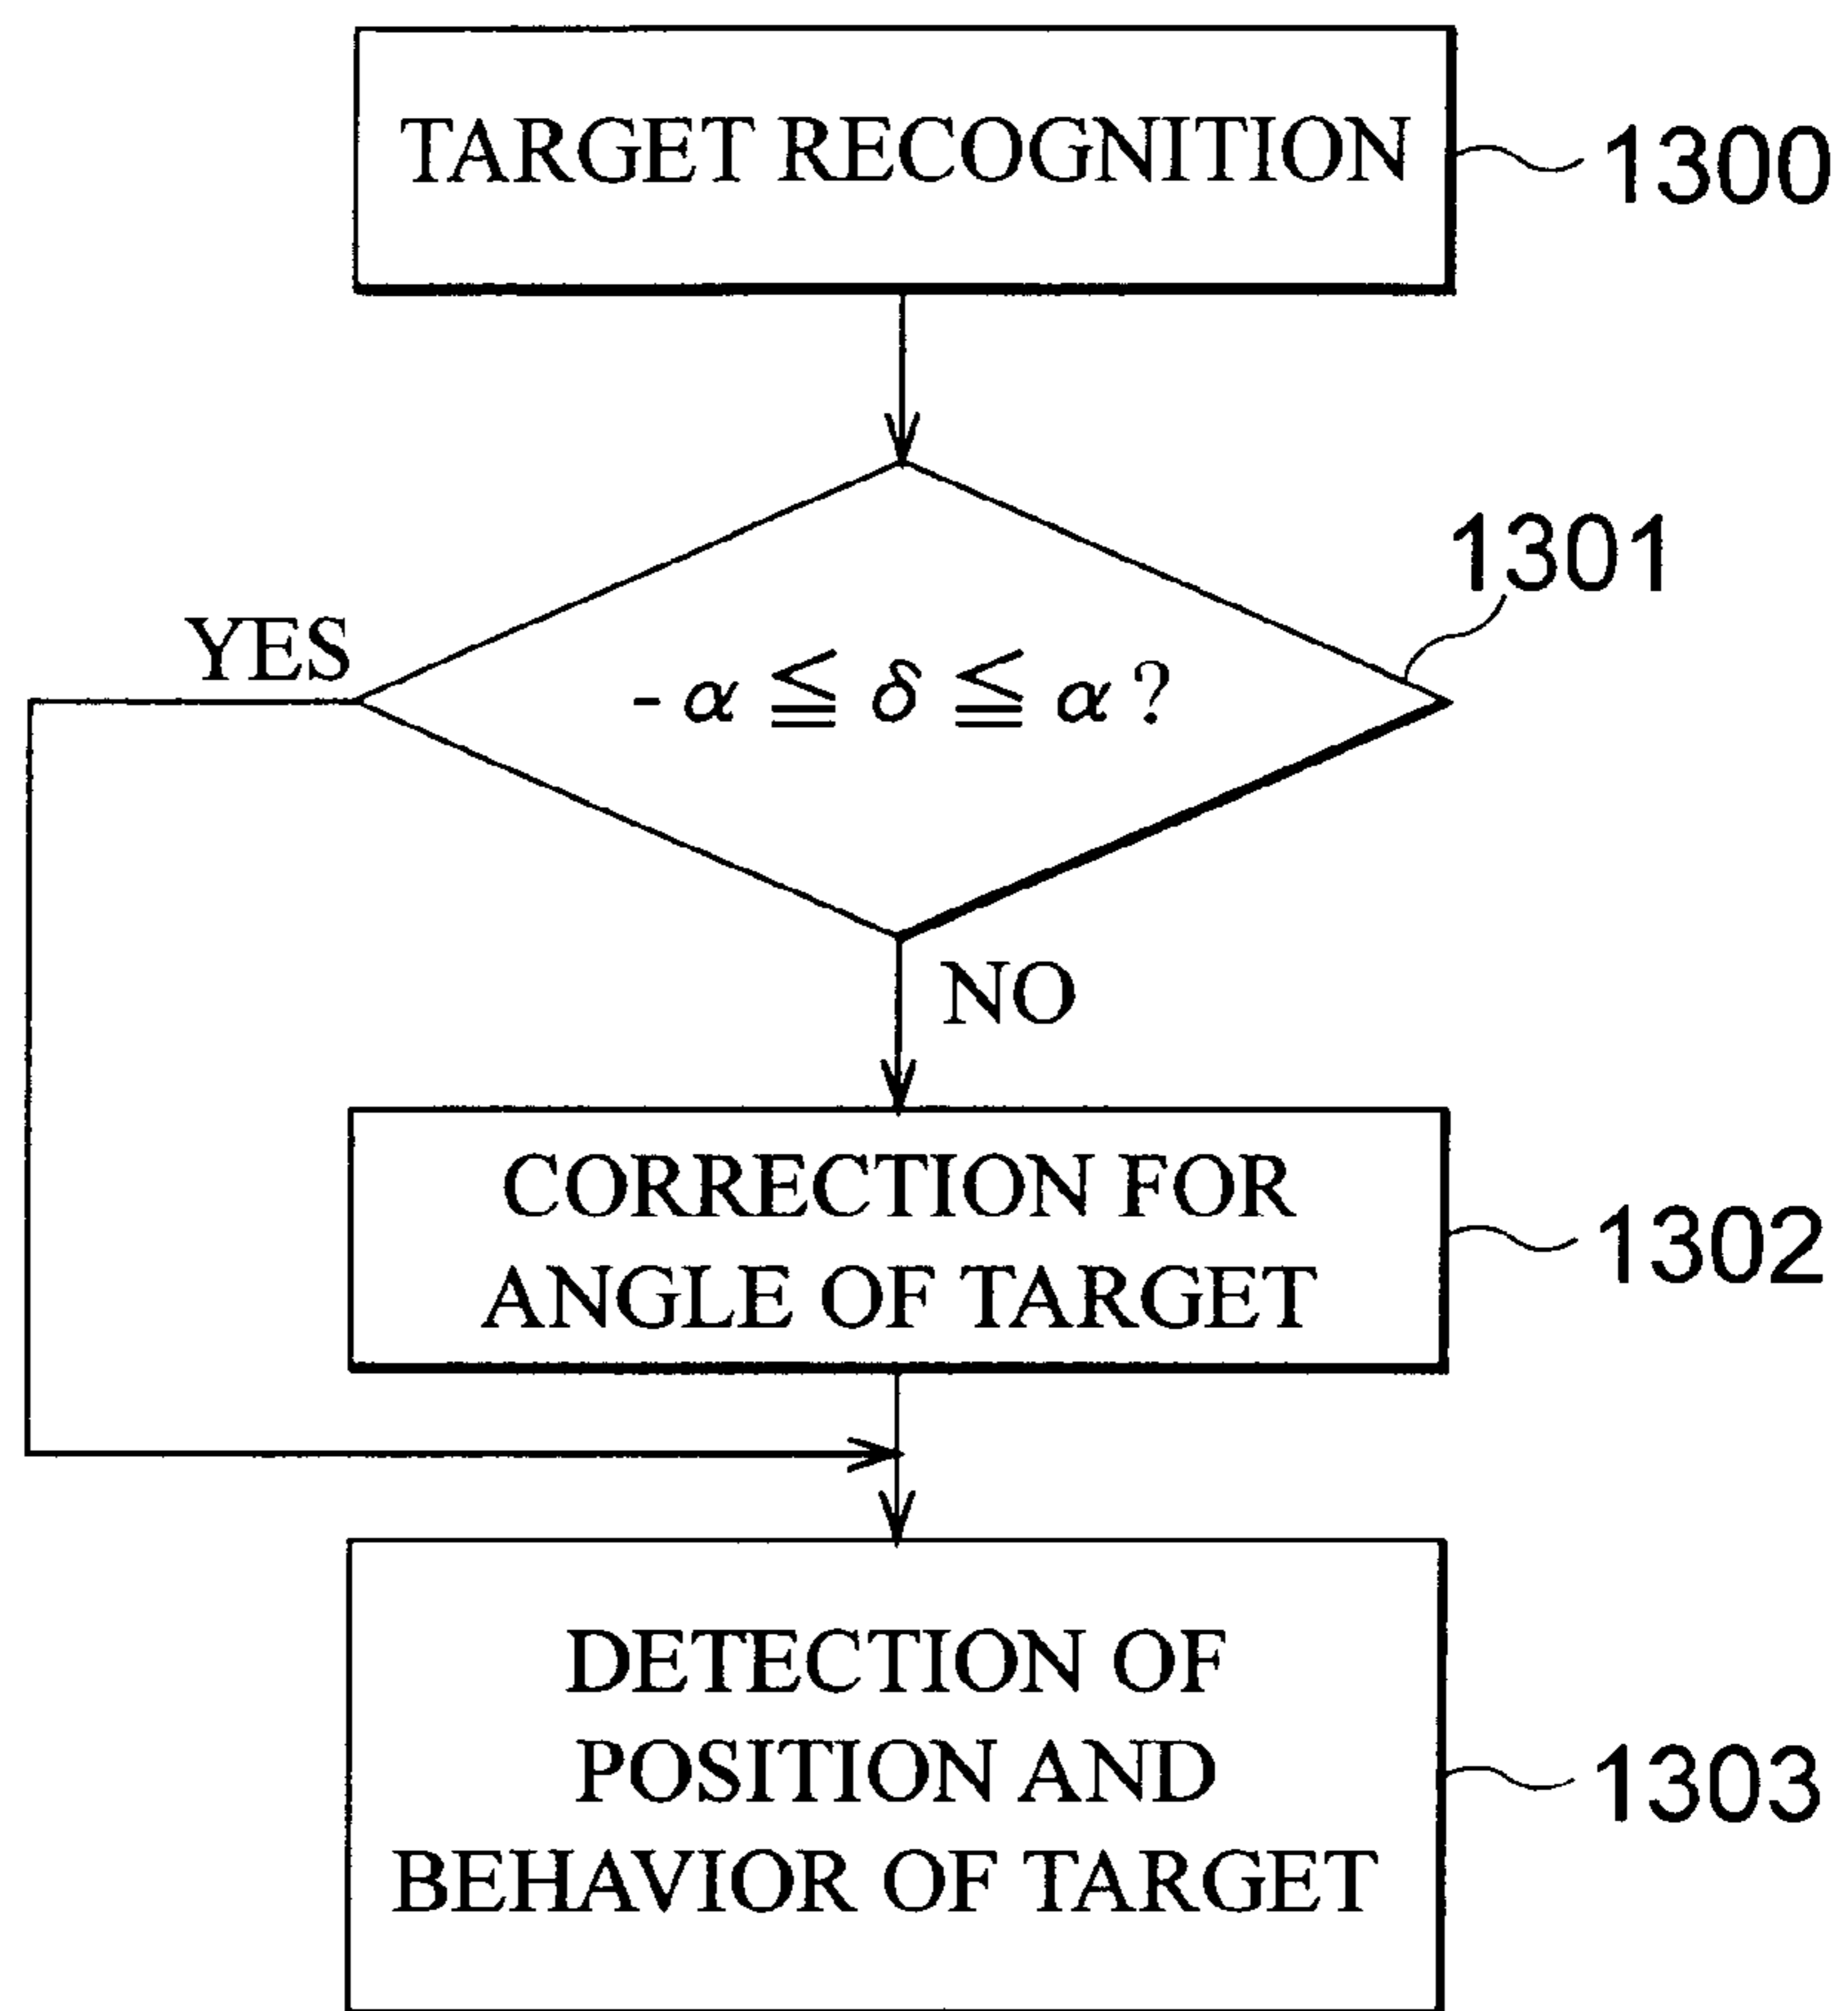 TARGET RECOGNITION
1300
1301
YES
- α ≦ δ ≦ α ?
NO
CORRECTION FOR
ANGLE OF TARGET
1302
DETECTION OF
POSITION AND
BEHAVIOR OF TARGET
1303